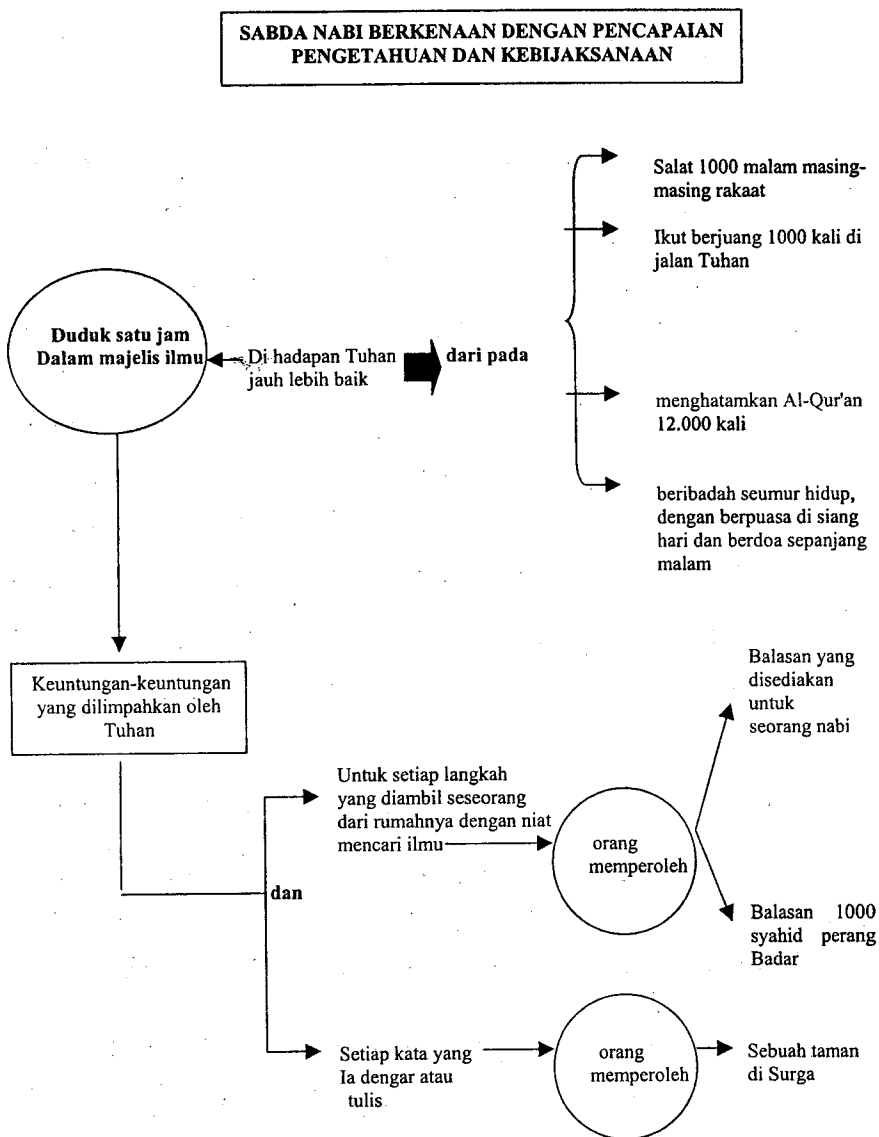 SABDA NABI BERKENAAN DENGAN PENCAPAIAN
PENGETAHUAN DAN KEBIJAKSANAAN
Duduk satu jam
Dalam majelis ilmu
Di hadapan Tuhan
jauh lebih baik
dari pada
Salat 1000 malam masing-
masing rakaat
Ikut berjuang 1000 kali di
jalan Tuhan
menghatamkan Al-Qur'an
12.000 kali
beribadah seumur hidup,
dengan berpuasa di siang
hari dan berdoa sepanjang
malam
Keuntungan-keuntungan
yang dilimpahkan oleh
Tuhan
dan
Untuk setiap langkah
yang diambil seseorang
dari rumahnya dengan niat
mencari ilmu
orang
memperoleh
Balasan yang
disediakan
untuk
seorang nabi
Balasan 1000
syahid perang
Badar
Setiap kata yang
Ia dengar atau
tulis
orang
memperoleh
Sebuah taman
di Surga